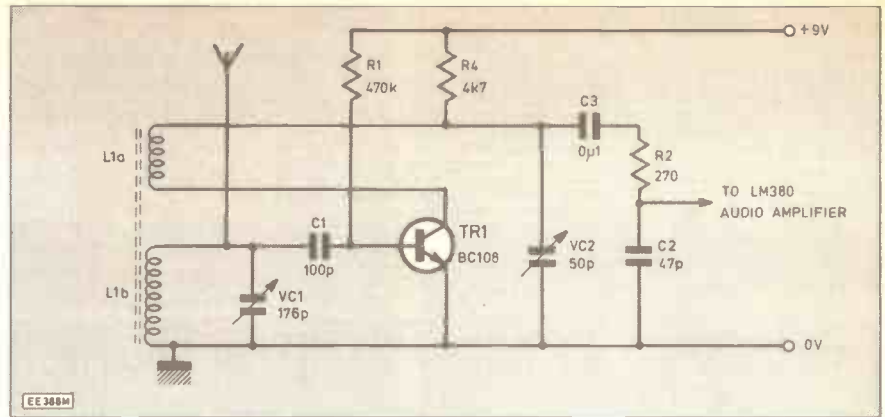 +9V
R1
470k
R4
4k7
C3
0µ1
R2
270
L1a
TO LM380
AUDIO AMPLIFIER
C1
100p
TR1
BC108
VC2
50p
C2
47p
L1b
VC1
176p
0V
EE388M